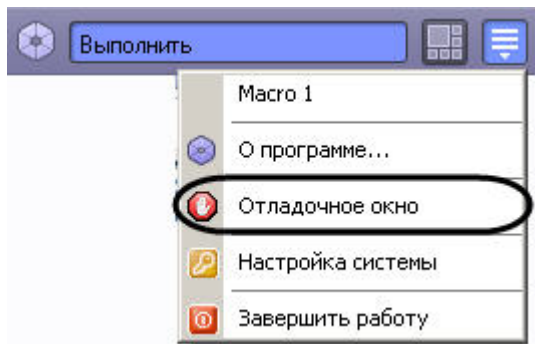 Выполнить
Macro 1
О программе...
Отладочное окно
Настройка системы
Завершить работу